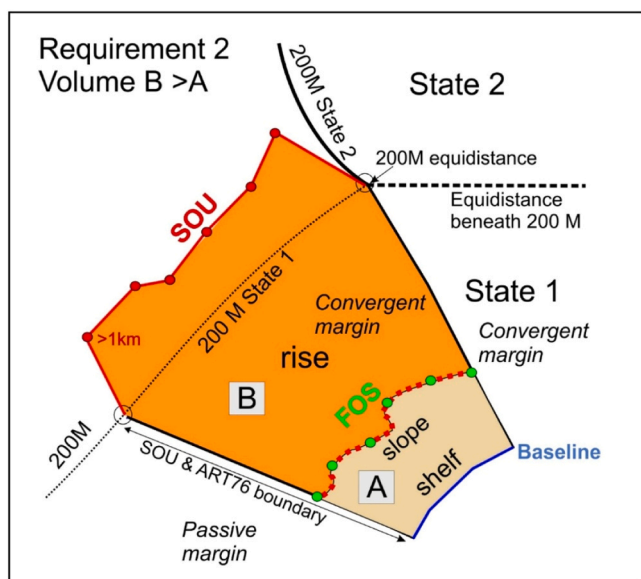 Requirement 2
Volume B >A
200M State 2
State 2
200M equidistance
Equidistance
beneath 200 M
SOU
200 M State 1
State 1
Convergent
margin
Convergent
margin
>1km
rise
B
FOS
slope
shelf
A
Baseline
200M
SOU & ART76 boundary
Passive
margin